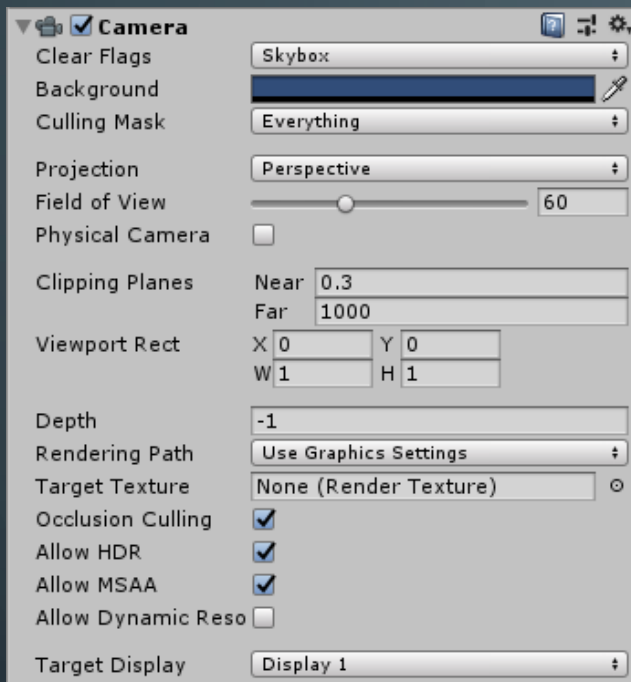 Camera
Clear Flags Skybox
Background
Culling Mask Everything
Projection Perspective
Field of View 60
Physical Camera
Clipping Planes Near 0.3
Far 1000
Viewport Rect X 0 Y 0
W 1 H 1
Depth -1
Rendering Path Use Graphics Settings
Target Texture None (Render Texture)
Occlusion Culling
Allow HDR
Allow MSAA
Allow Dynamic Reso
Target Display Display 1